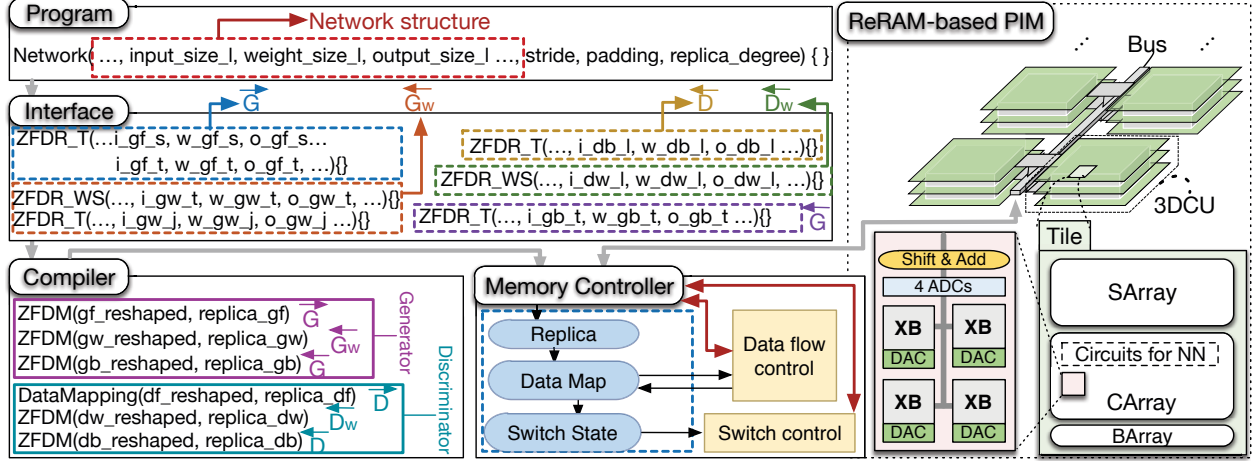 Program
Network structure
Network( …, input_size_l, weight_size_l, output_size_l …, stride, padding, replica_degree) { }
Interface
G
Gw
D
Dw
ZFDR_T(…i_gf_s, w_gf_s, o_gf_s…
i_gf_t, w_gf_t, o_gf_t, …){}
ZFDR_WS(…, i_gw_t, w_gw_t, o_gw_t, …){}
ZFDR_T(…, i_gw_j, w_gw_j, o_gw_j …){}
ZFDR_T(…, i_db_l, w_db_l, o_db_l …){}
ZFDR_WS(…, i_dw_l, w_dw_l, o_dw_l, …){}
ZFDR_T(…, i_gb_t, w_gb_t, o_gb_t …){}
G
Compiler
ZFDM(gf_reshaped, replica_gf)
G
ZFDM(gw_reshaped, replica_gw)
Gw
ZFDM(gb_reshaped, replica_gb)
G
Generator
DataMapping(df_reshaped, replica_df)
D
ZFDM(dw_reshaped, replica_dw)
Dw
ZFDM(db_reshaped, replica_db)
D
Discriminator
Memory Controller
Replica
Data Map
Switch State
Data flow
control
Switch control
ReRAM-based PIM
Bus
3DCU
Shift & Add
4 ADCs
XB
DAC
XB
DAC
XB
DAC
XB
DAC
Tile
SArray
Circuits for NN
CArray
BArray